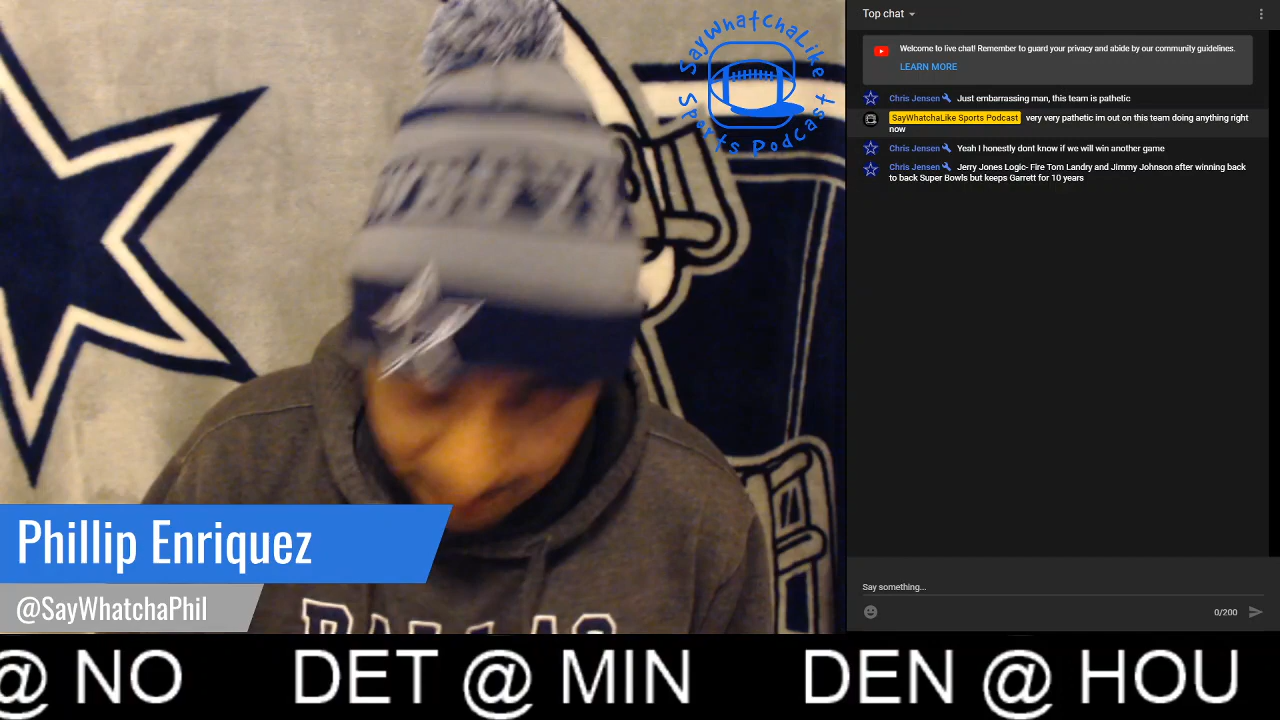 SayWhatChaLike
Sports Podcast
Phillip Enriquez
@SayWhatchaPhil
DALLAS
Top chat
Welcome to live chat! Remember to guard your privacy and abide by our community guidelines.
LEARN MORE
Chris Jensen Just embarrassing man, this team is pathetic
SayWhatchaLike Sports Podcast very very pathetic im out on this team doing anything right
now
Chris Jensen Yeah I honestly dont know if we will win another game
Chris Jensen Jerry Jones Logic- Fire Tom Landry and Jimmy Johnson after winning back
to back Super Bowls but keeps Garrett for 10 years
Say something...
0/200
@ NO DET @ MIN DEN @ HOU